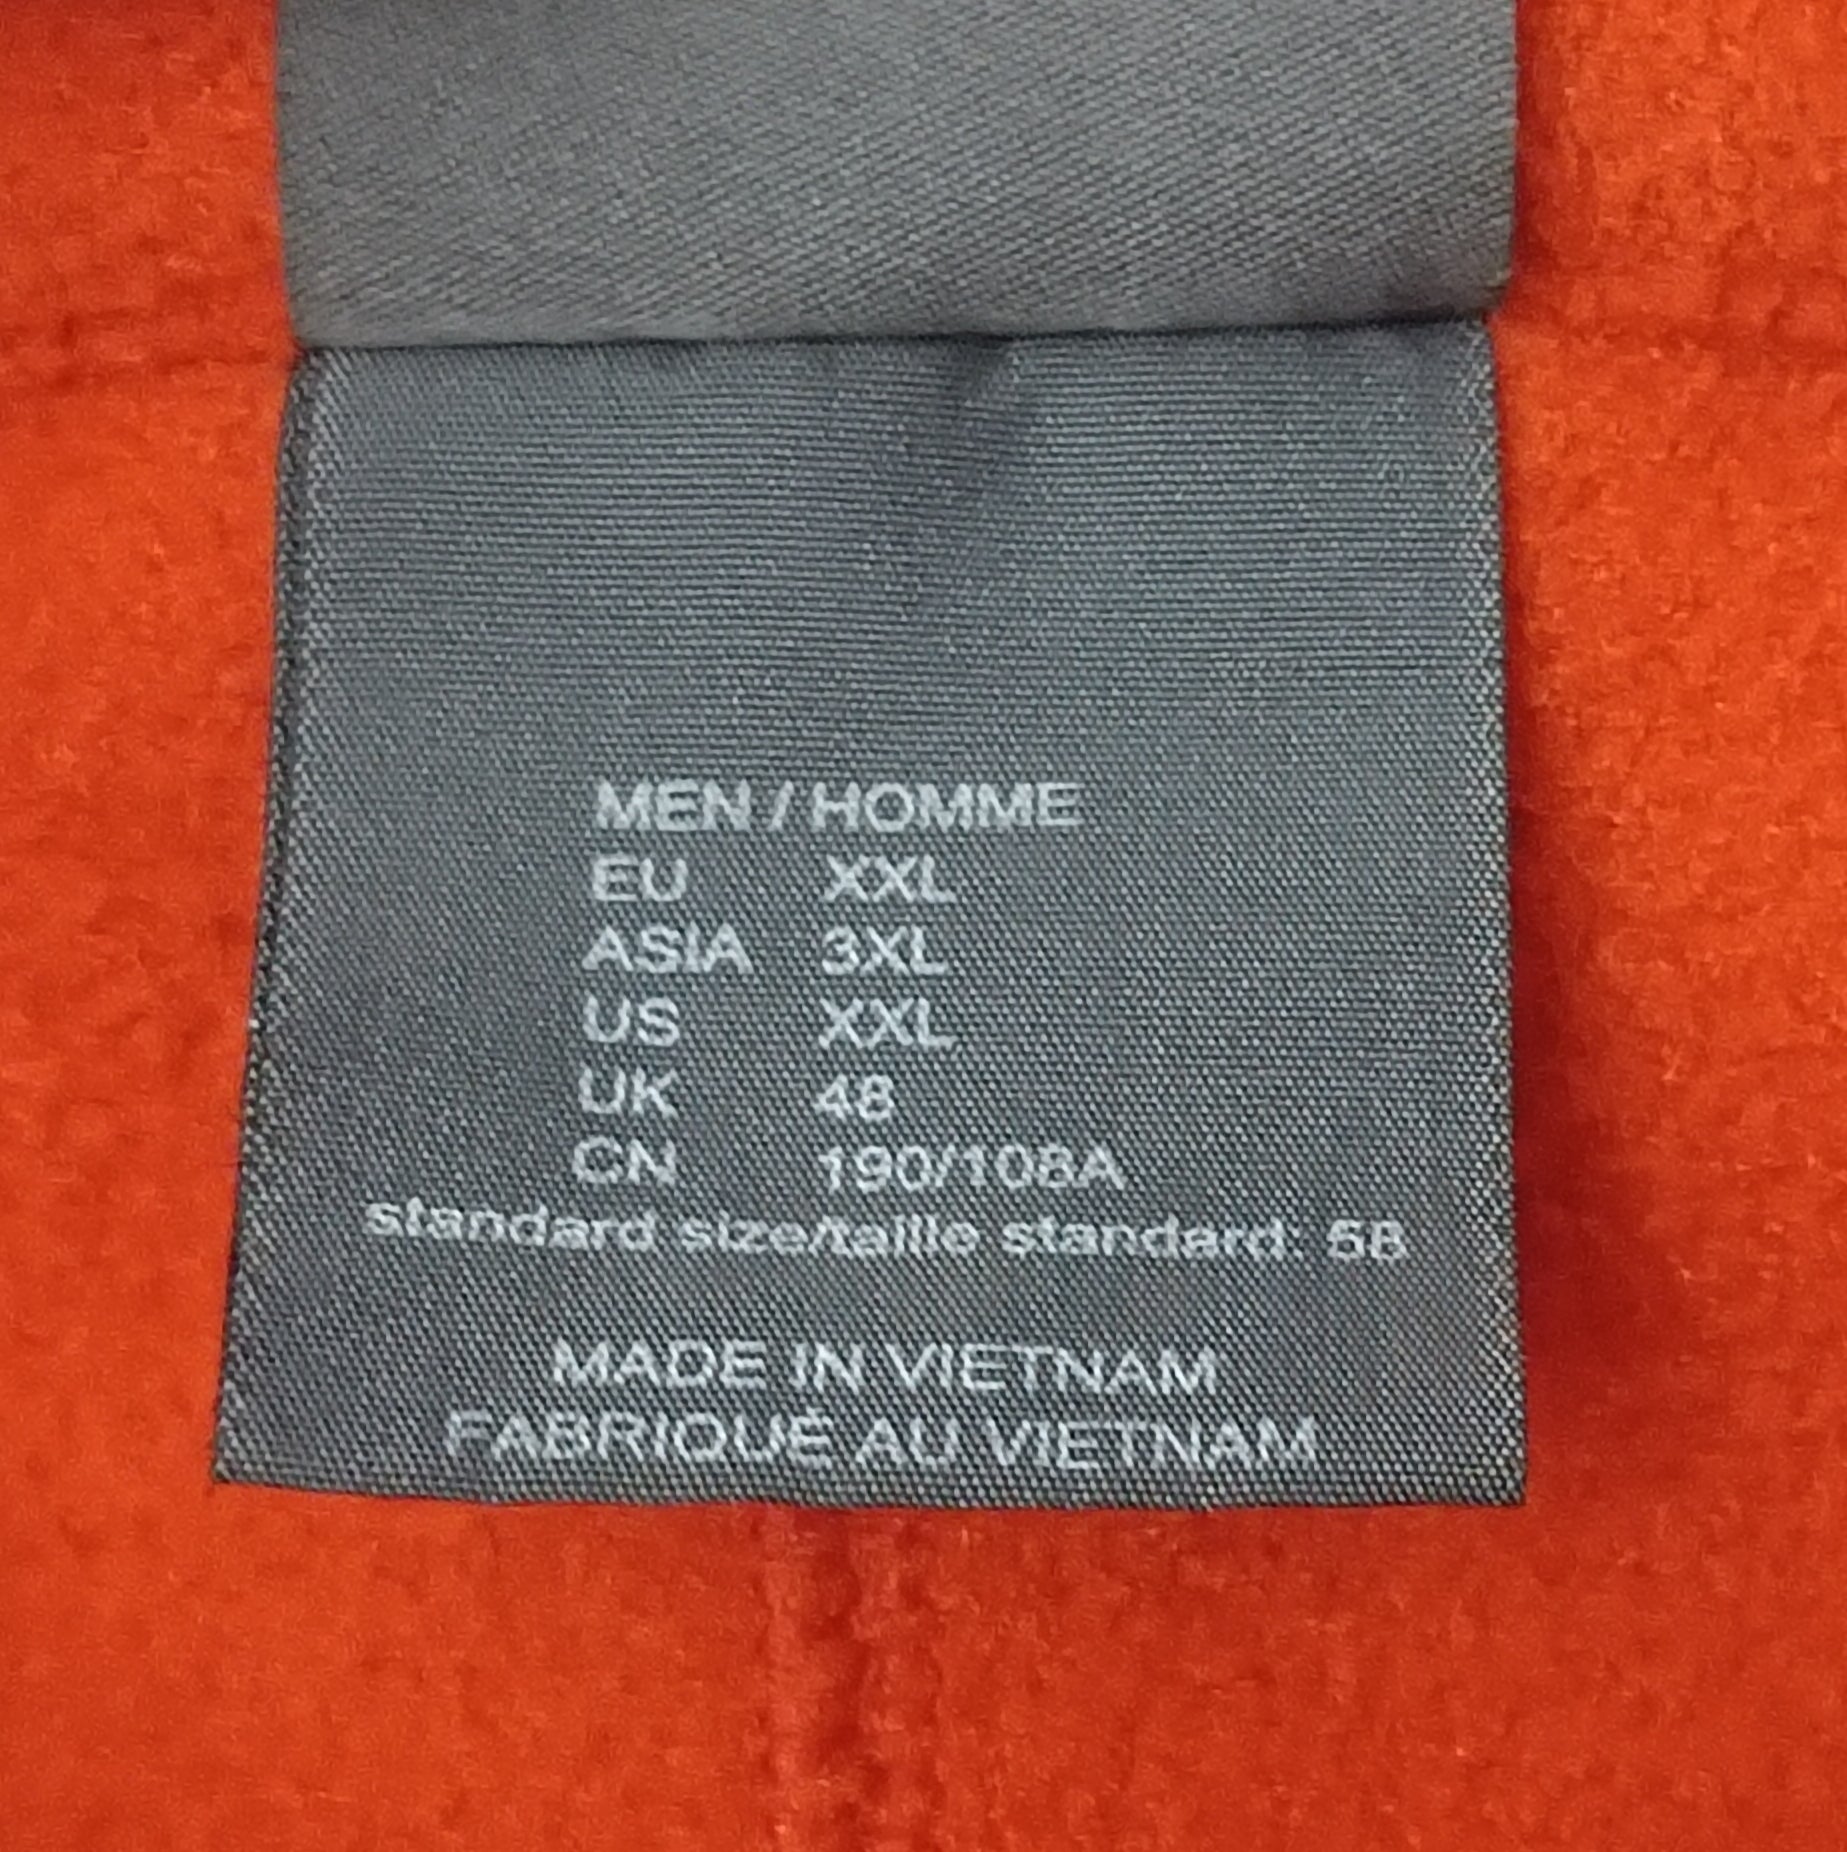 MEN / HOMME
EU XXL
ASIA 3XL
US XXL
UK 48
CN 190/108A
standard size/taille standard: 58
MADE IN VIETNAM
FABRIQUÉ AU VIETNAM